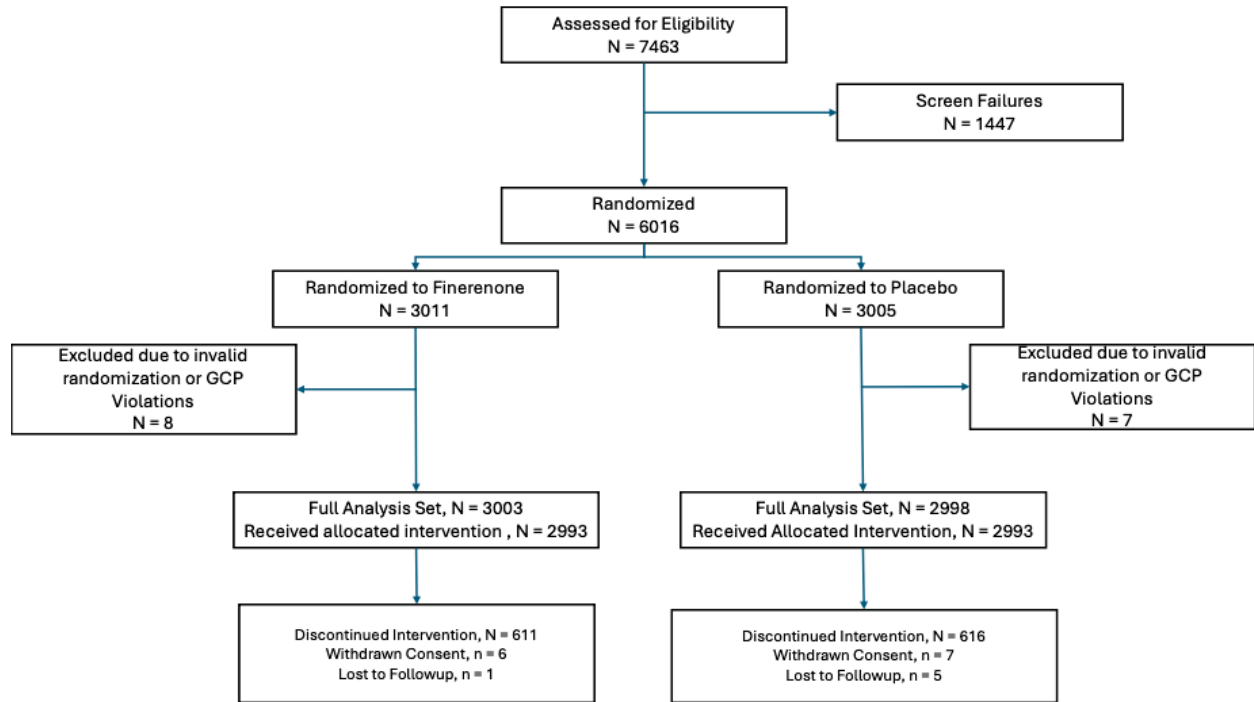 Assessed for Eligibility
N = 7463
Screen Failures
N = 1447
Randomized
N = 6016
Randomized to Finerenone
N = 3011
Randomized to Placebo
N = 3005
Excluded due to invalid
randomization or GCP
Violations
N = 8
Excluded due to invalid
randomization or GCP
Violations
N = 7
Full Analysis Set, N = 3003
Received allocated intervention , N = 2993
Full Analysis Set, N = 2998
Received Allocated Intervention, N = 2993
Discontinued Intervention, N = 611
Withdrawn Consent, n = 6
Lost to Followup, n = 1
Discontinued Intervention, N = 616
Withdrawn Consent, n = 7
Lost to Followup, n = 5